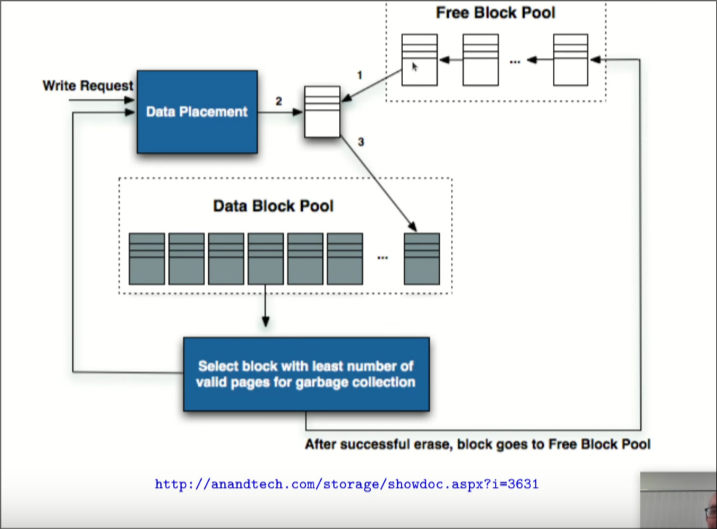 Free Block Pool
1
...
Write Request
Data Placement
2
3
Data Block Pool
...
Select block with least number of
valid pages for garbage collection
After successful erase, block goes to Free Block Pool
http://anandtech.com/storage/showdoc.aspx?i=3631